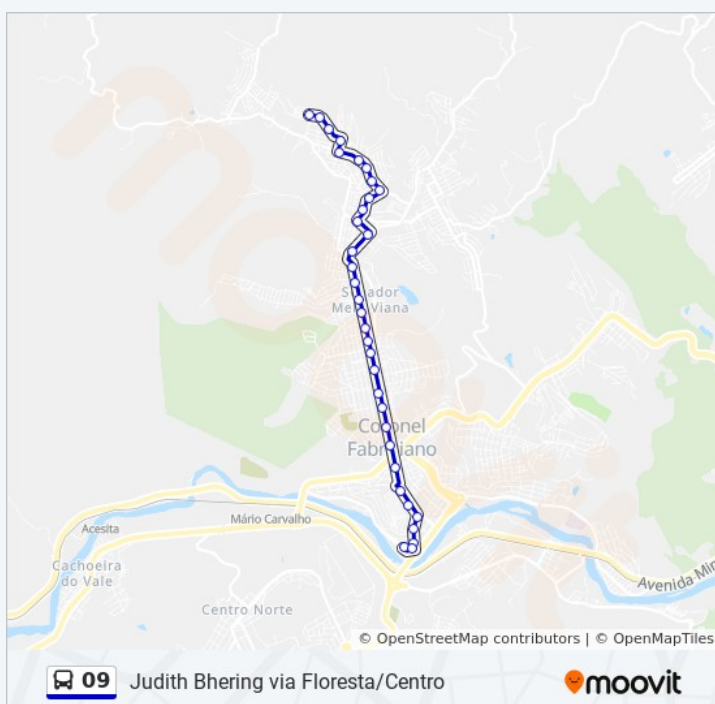 Senador
Melo Viana
Coronel
Fabriciano
Mário Carvalho
Acesita
Cachoeira
do Vale
Centro Norte
Avenida Min
© OpenStreetMap contributors | © OpenMapTiles
09 Judith Bhering via Floresta/Centro
moovit